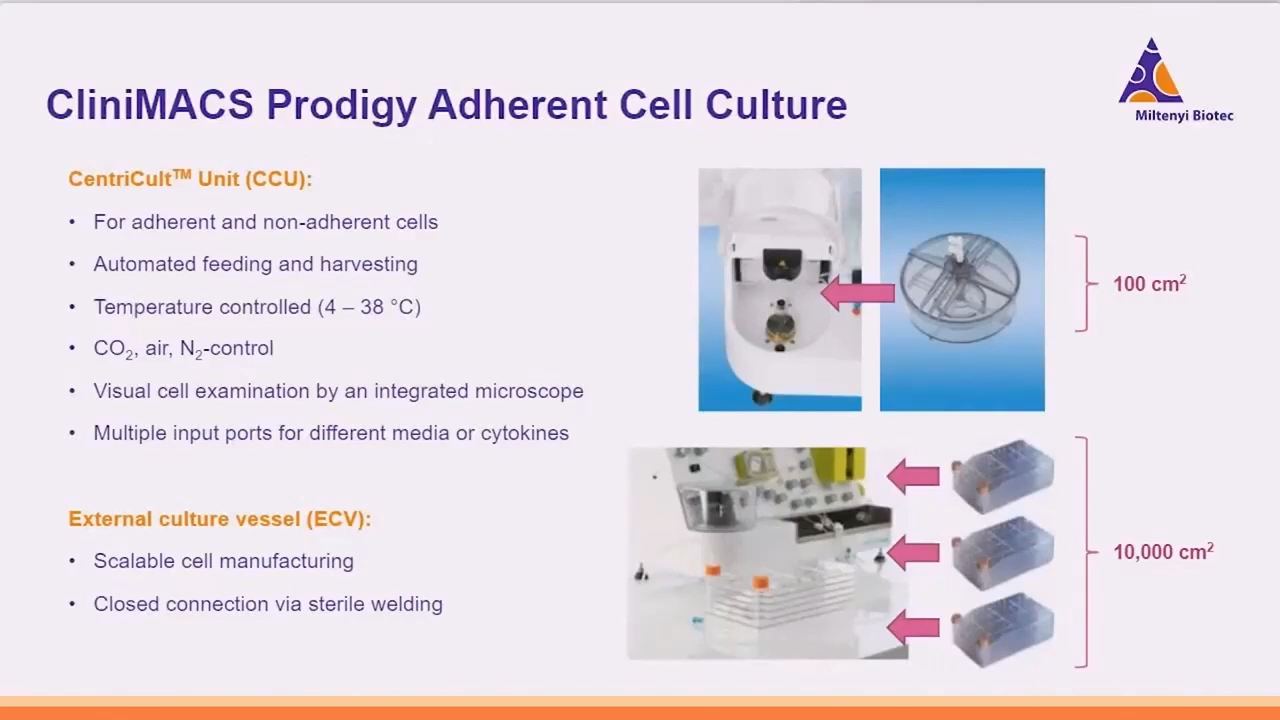 CliniMACS Prodigy Adherent Cell Culture
Miltenyi Biotec
CentriCult™ Unit (CCU):
• For adherent and non-adherent cells
• Automated feeding and harvesting
• Temperature controlled (4 – 38 °C)
• CO₂, air, N₂-control
• Visual cell examination by an integrated microscope
• Multiple input ports for different media or cytokines
100 cm²
External culture vessel (ECV):
• Scalable cell manufacturing
• Closed connection via sterile welding
10,000 cm²